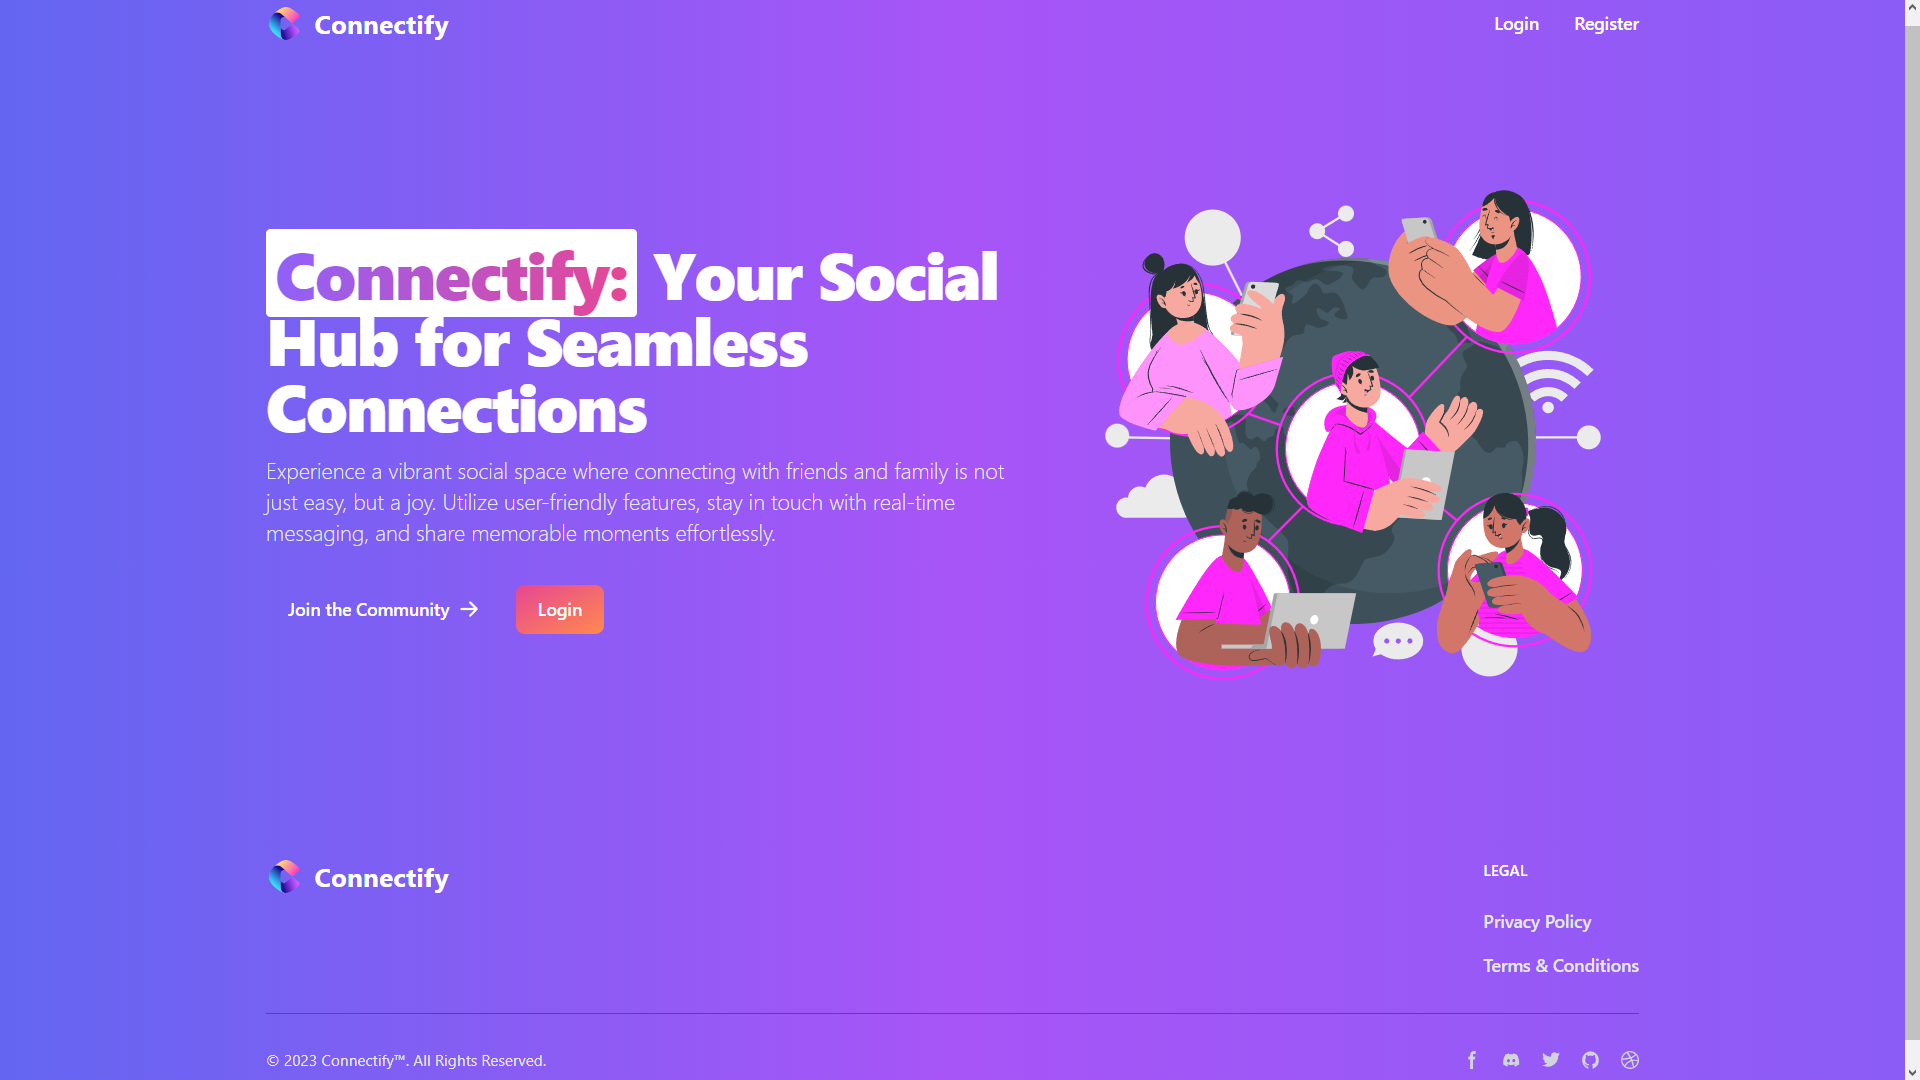 Connectify
Login
Register
Connectify: Your Social
Hub for Seamless
Connections
Experience a vibrant social space where connecting with friends and family is not
just easy, but a joy. Utilize user-friendly features, stay in touch with real-time
messaging, and share memorable moments effortlessly.
Join the Community
Login
Connectify
LEGAL
Privacy Policy
Terms & Conditions
© 2023 Connectify™. All Rights Reserved.